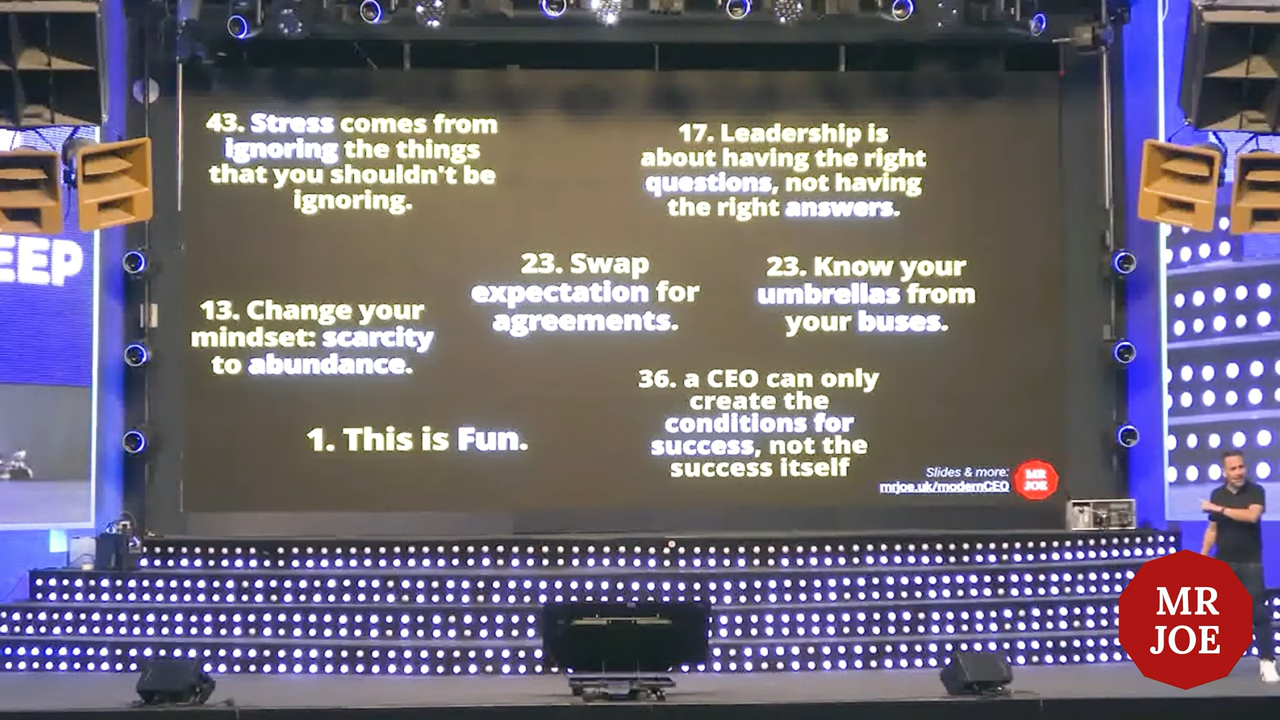 43. Stress comes from
ignoring the things
that you shouldn't be
ignoring.
17. Leadership is
about having the right
questions, not having
the right answers.
23. Swap
expectation for
agreements.
23. Know your
umbrellas from
your buses.
13. Change your
mindset: scarcity
to abundance.
36. a CEO can only
create the
conditions for
success, not the
success itself
1. This is Fun.
Slides & more:
mrjoe.uk/modernCEO
MR
JOE
EEP
MR
JOE